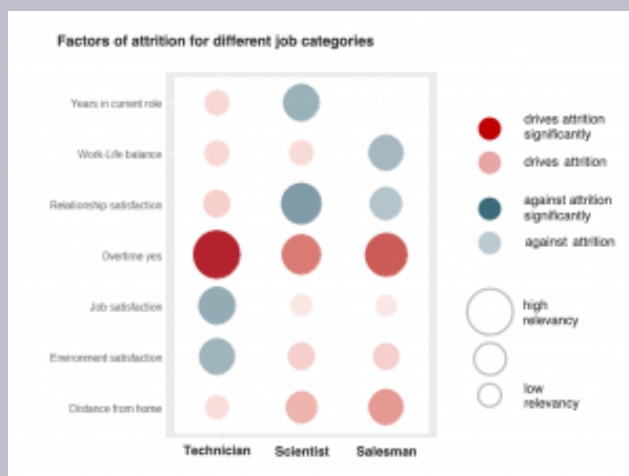 Factors of attrition for different job categories
Years in current role
Work-Life balance
Relationship satisfaction
Overtime yes
Job satisfaction
Environment satisfaction
Distance from home
Technician Scientist Salesman
drives attrition
significantly
drives attrition
against attrition
significantly
against attrition
high
relevancy
low
relevancy